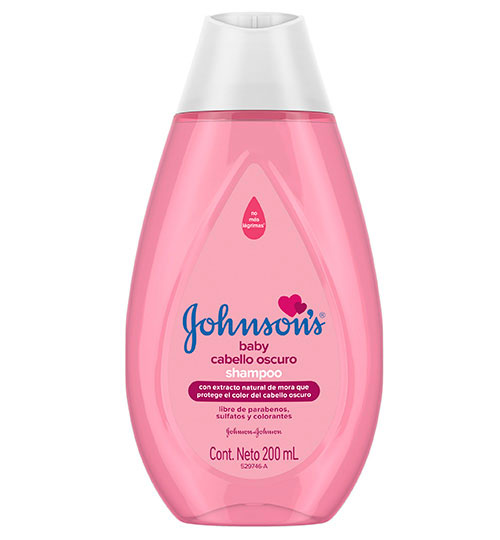 no
más
lágrimas
Johnson's®
baby
cabello oscuro
shampoo
con extracto natural de mora que
protege el color del cabello oscuro
libre de parabenos,
sulfatos y colorantes
Johnson+Johnson
Cont. Neto 200 mL
529746-A